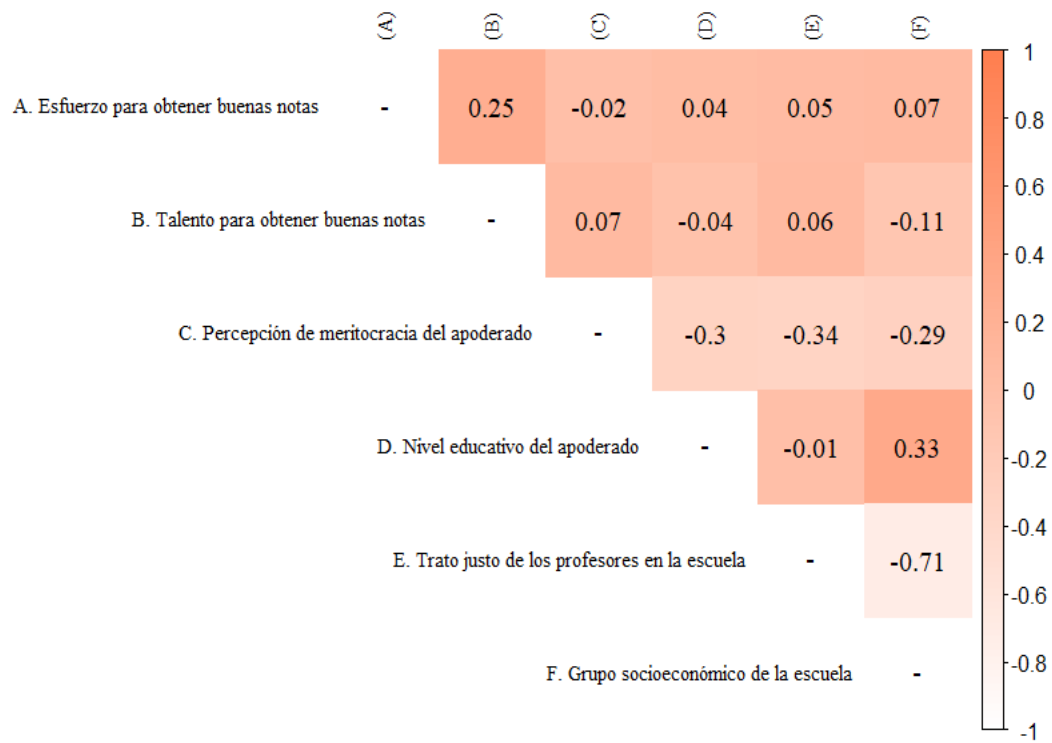 (A) (B) (C) (D) (E) (F)
A. Esfuerzo para obtener buenas notas - 0.25 -0.02 0.04 0.05 0.07
B. Talento para obtener buenas notas - 0.07 -0.04 0.06 -0.11
C. Percepción de meritocracia del apoderado - -0.3 -0.34 -0.29
D. Nivel educativo del apoderado - -0.01 0.33
E. Trato justo de los profesores en la escuela - -0.71
F. Grupo socioeconómico de la escuela -
1
0.8
0.6
0.4
0.2
0
-0.2
-0.4
-0.6
-0.8
-1